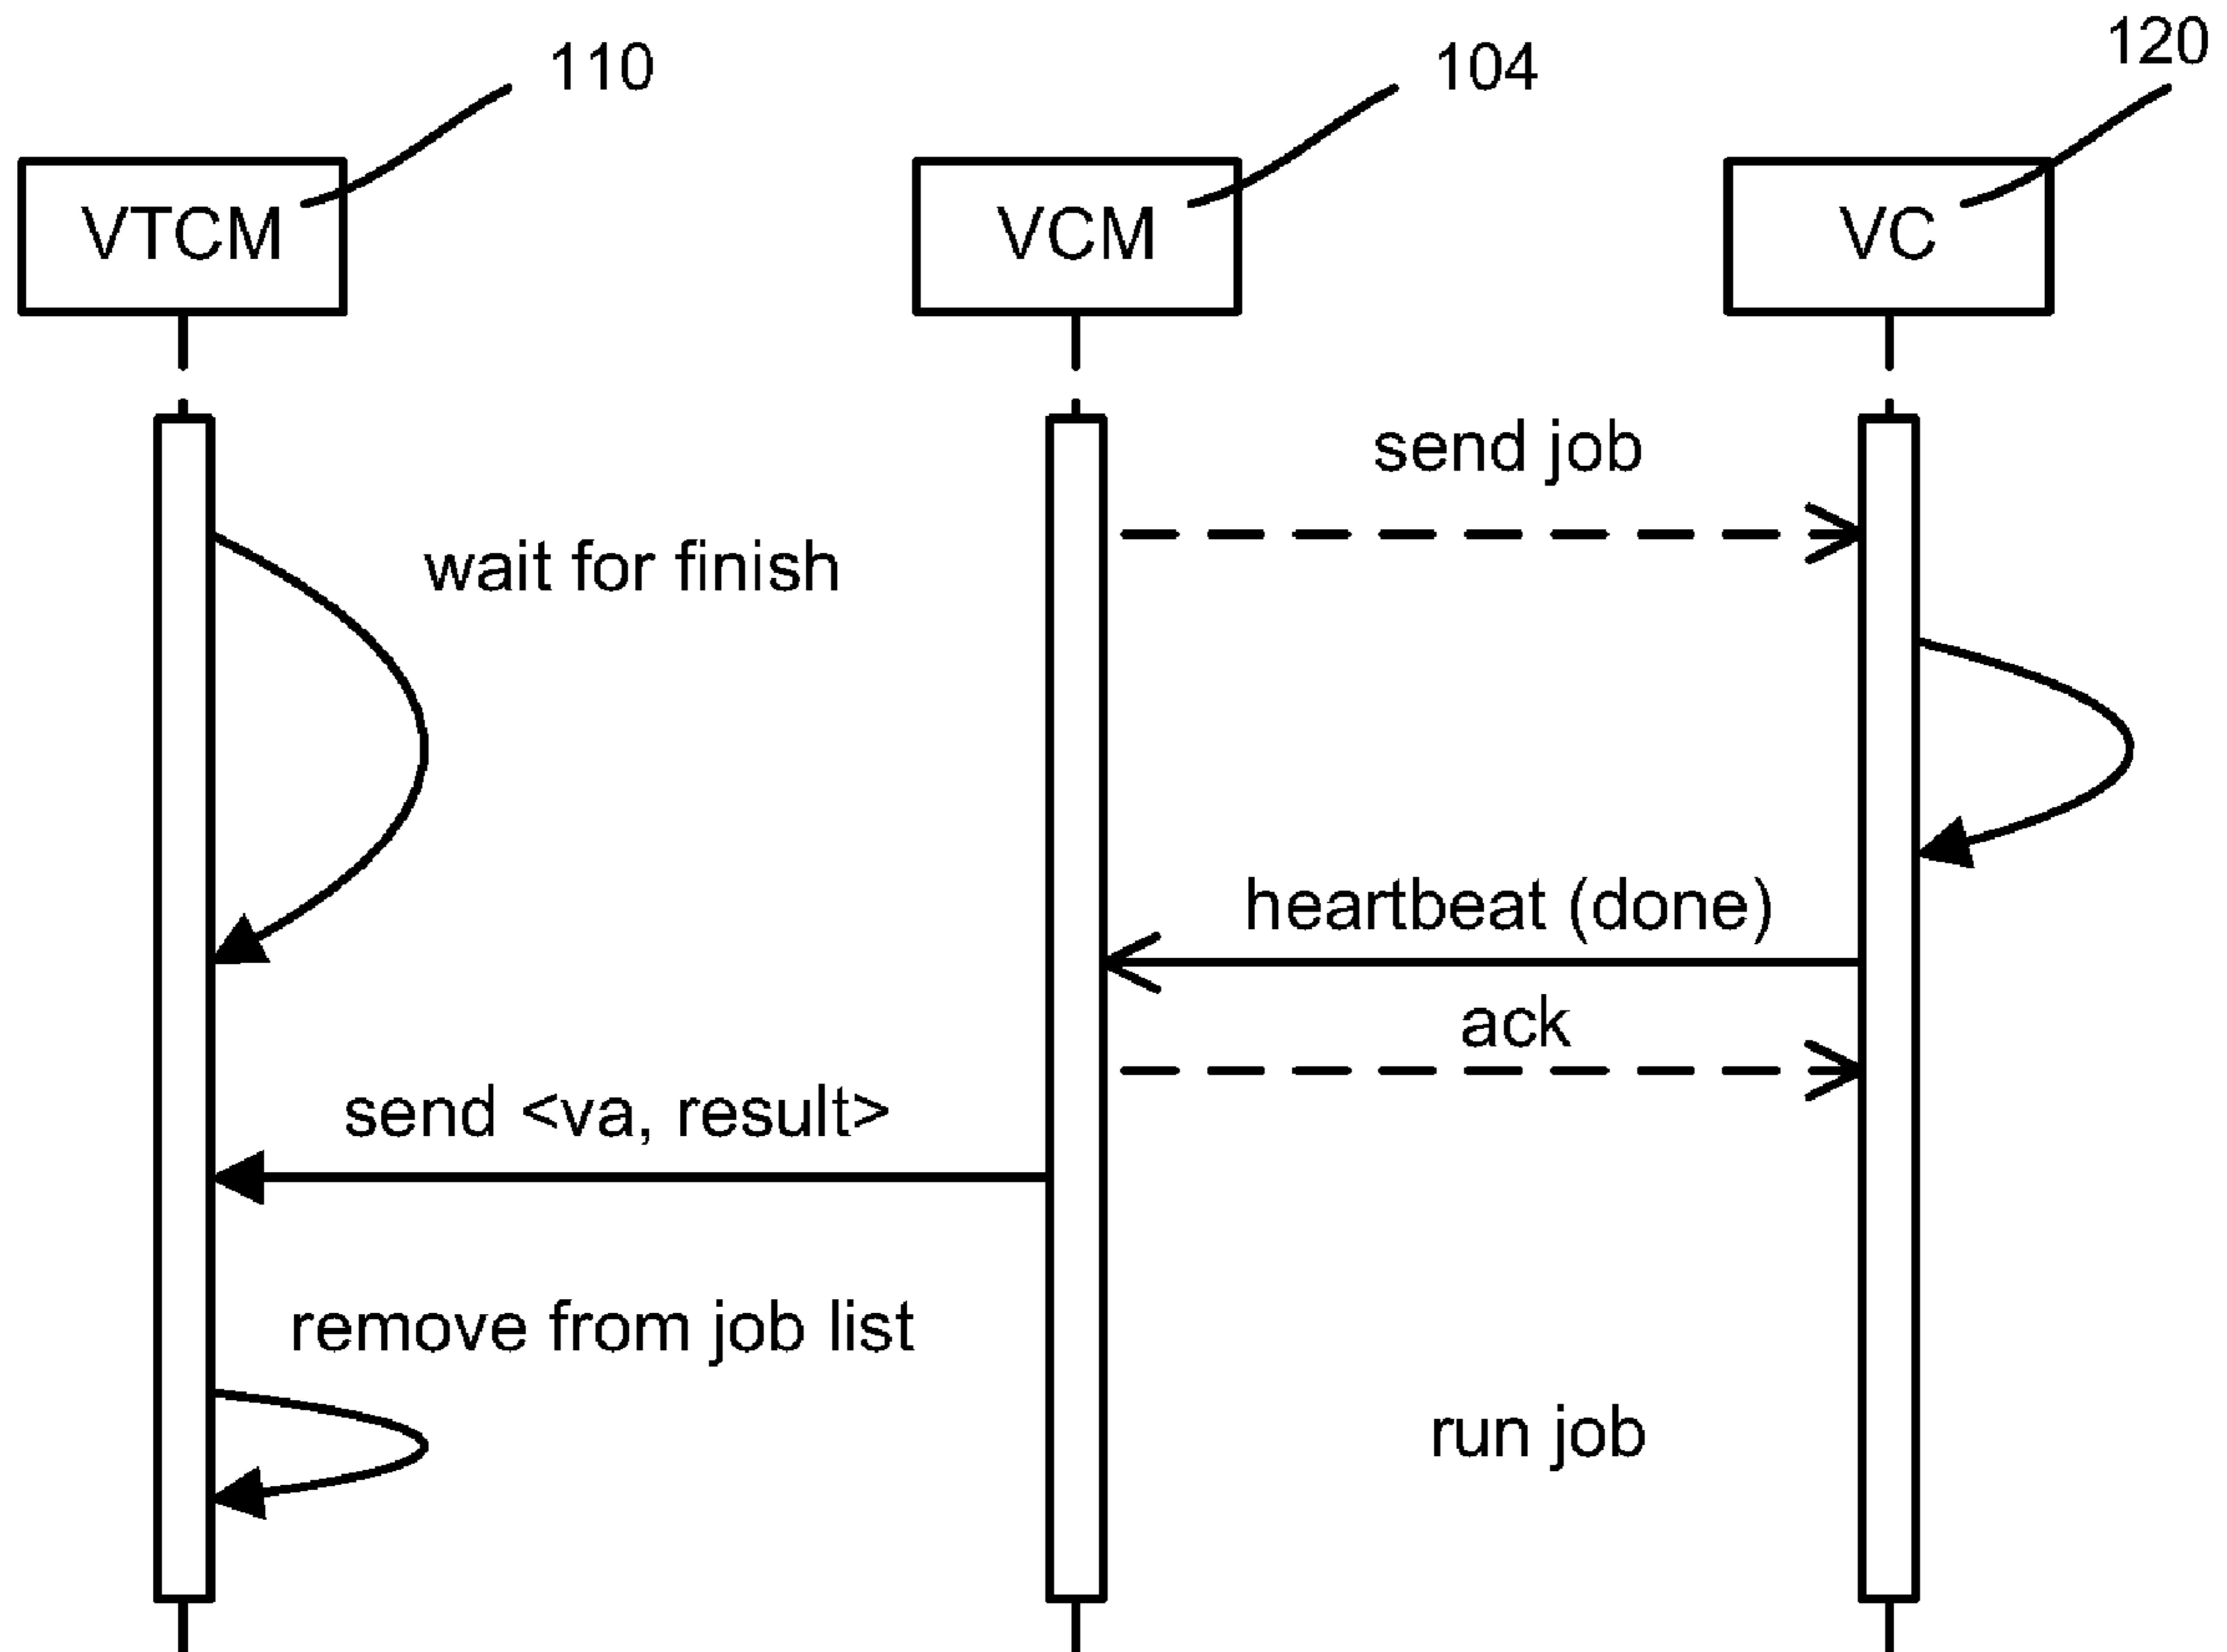 110
104
120
VTCM
VCM
VC
send job
wait for finish
heartbeat (done)
ack
send <va, result>
remove from job list
run job